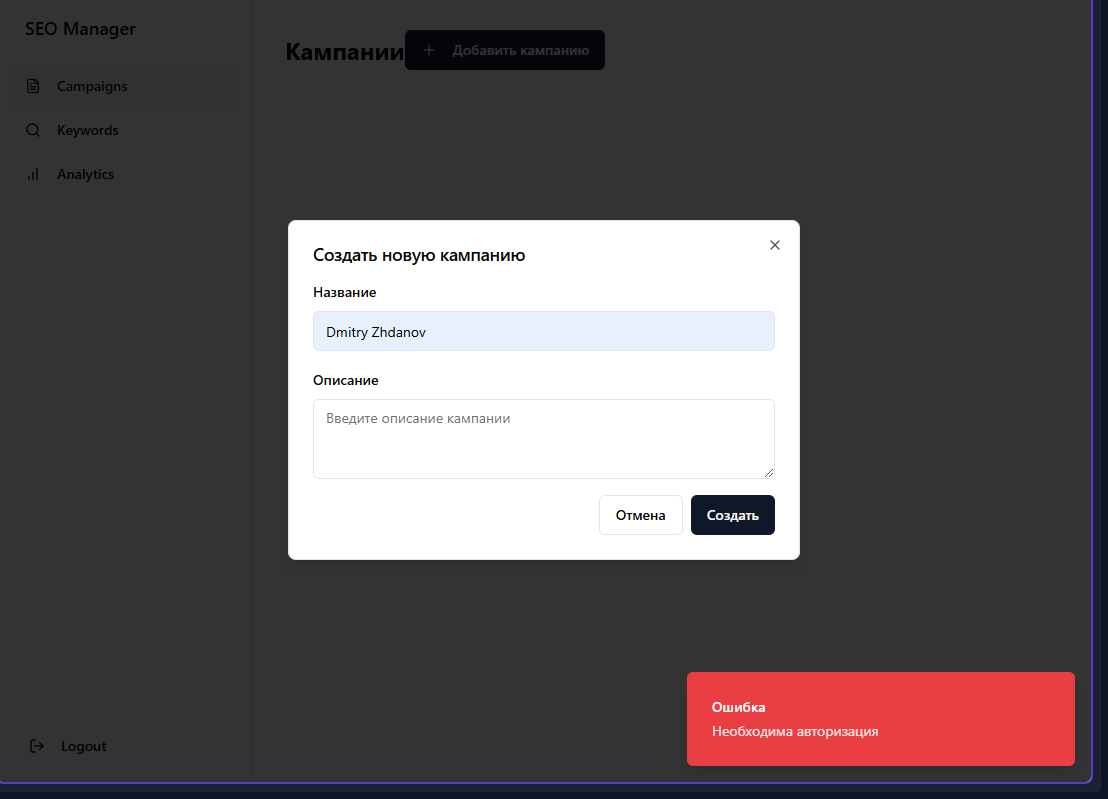 SEO Manager
Campaigns
Keywords
Analytics
Кампании
Добавить кампанию
Создать новую кампанию
Название
Dmitry Zhdanov
Описание
Введите описание кампании
Отмена
Создать
Ошибка
Необходима авторизация
Logout